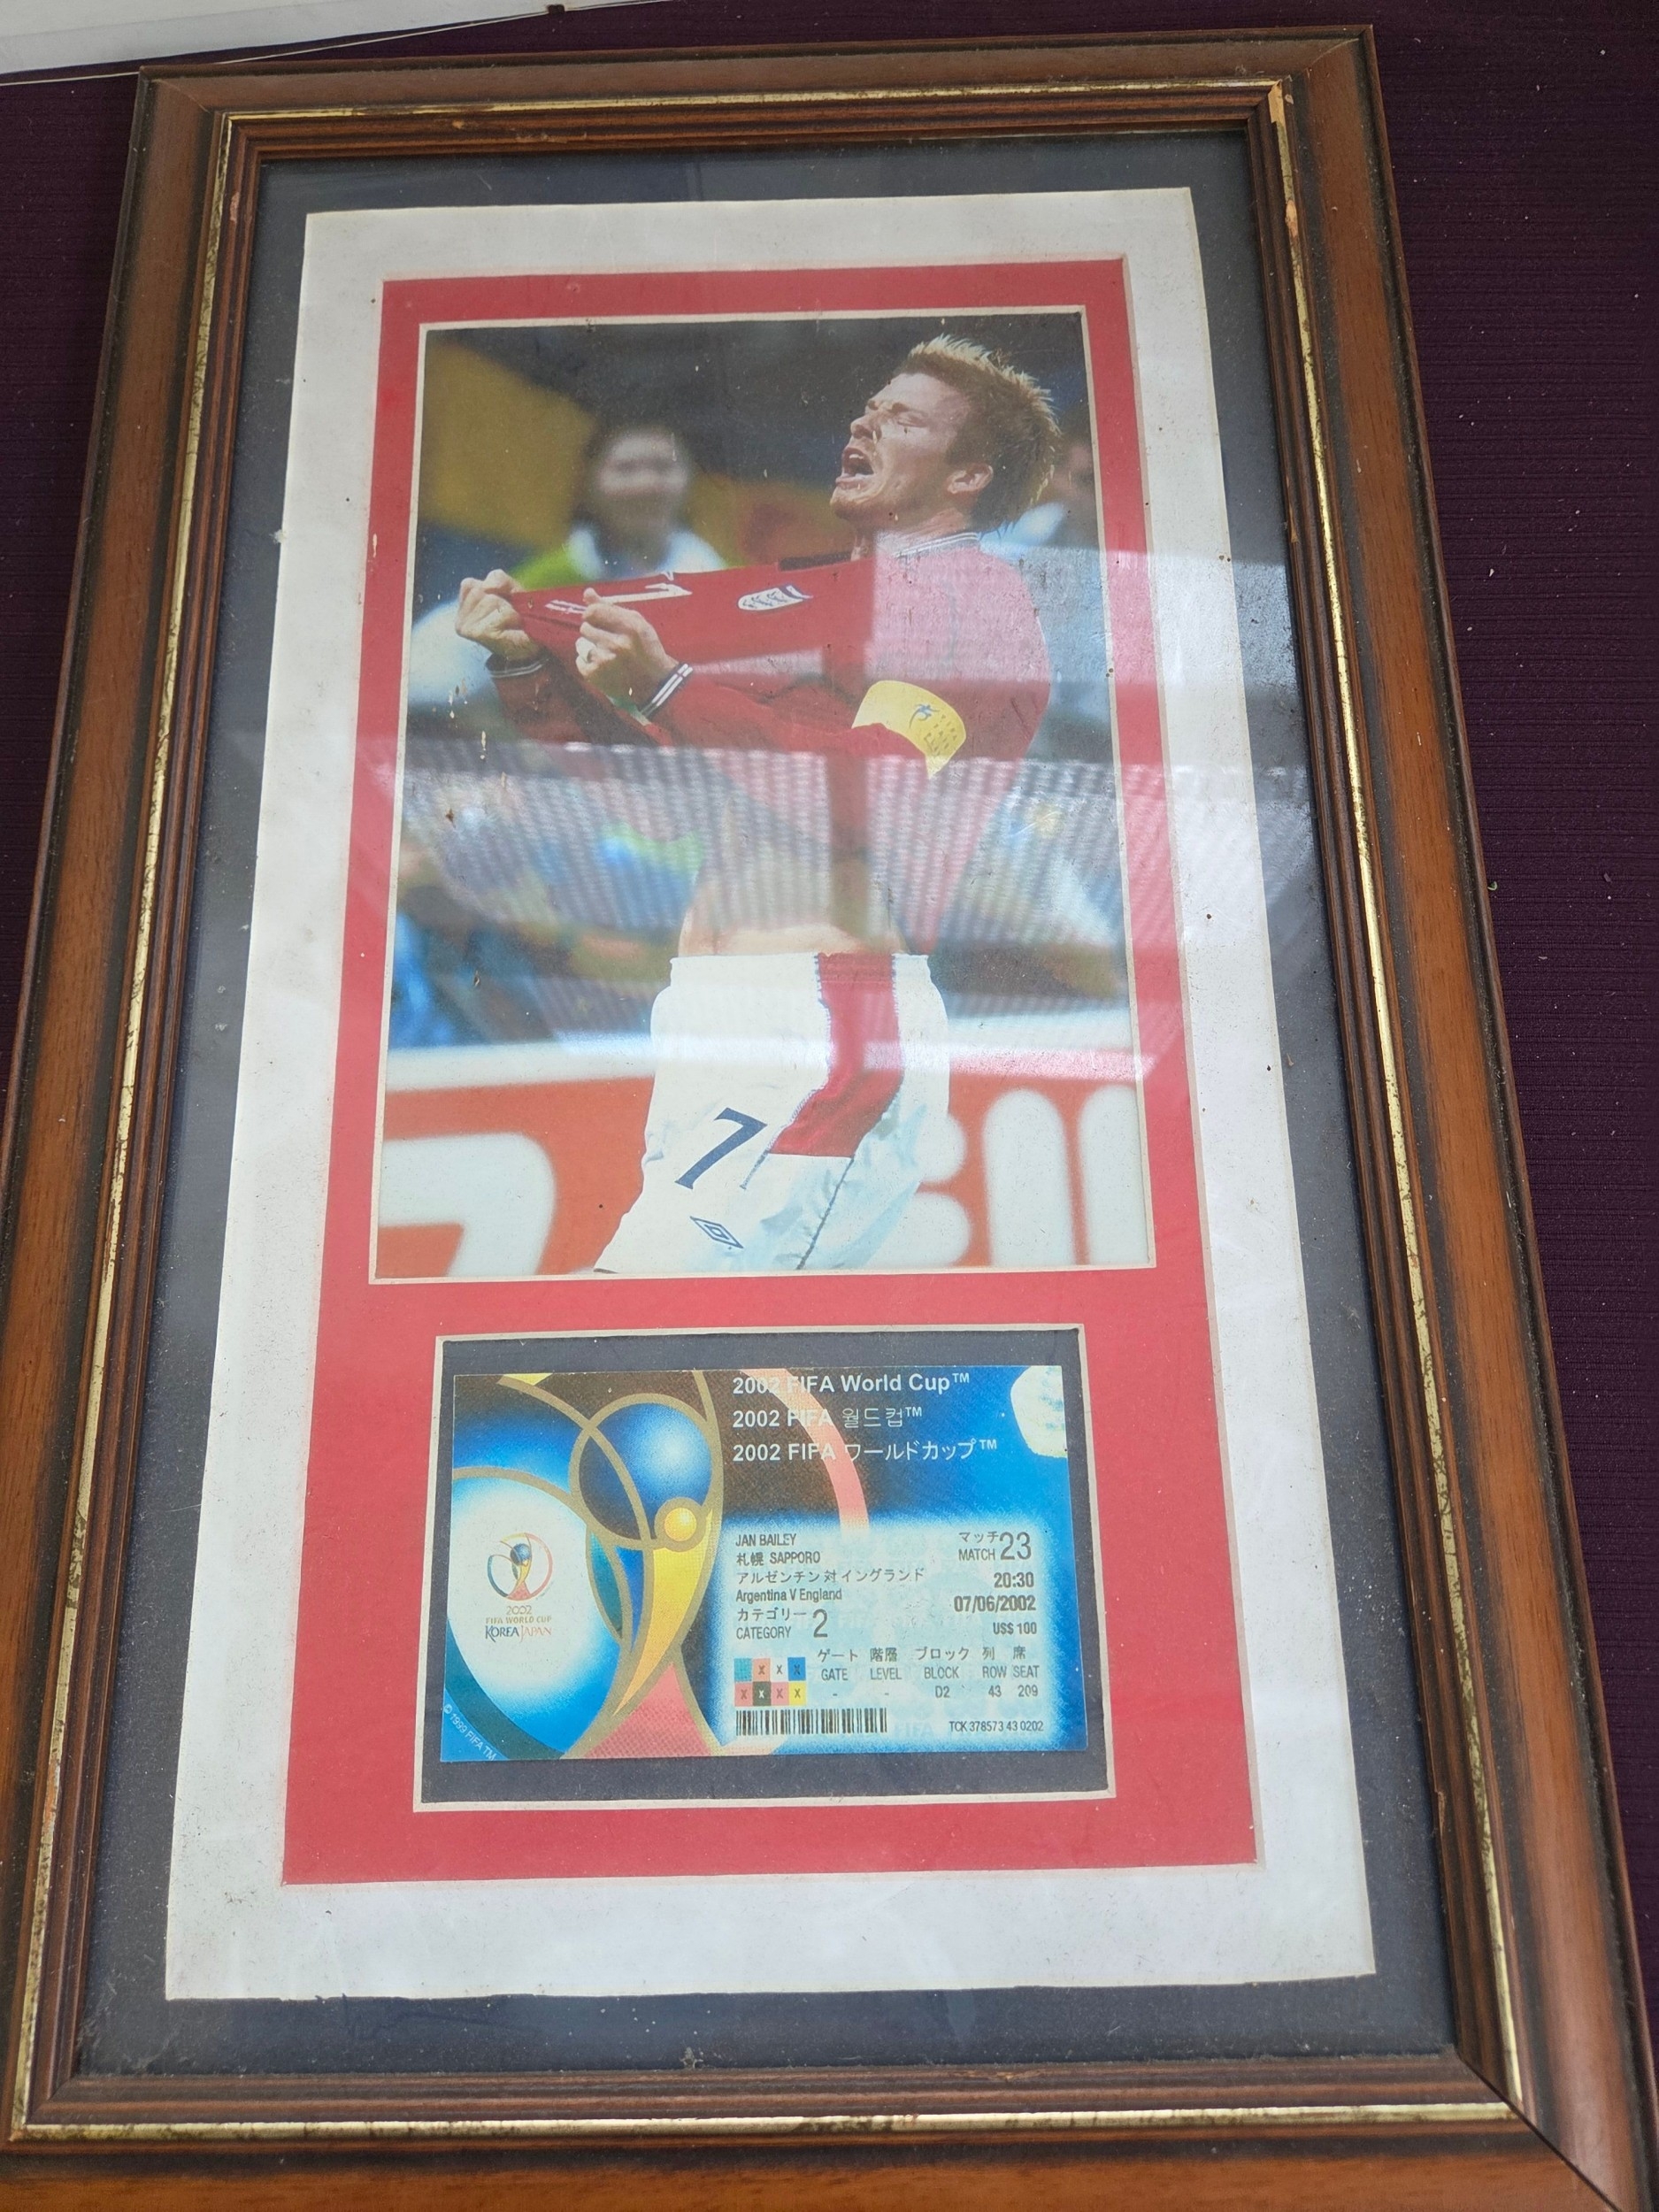 7
2002 FIFA World Cup™
2002 FIFA 월드컵™
2002 FIFA ワールドカップ™
JAN BAILEY
札幌 SAPPORO
アルゼンチン対イングランド
Argentina V England
カテゴリー 2
CATEGORY
マッチ 23
MATCH
20:30
07/06/2002
US$ 100
ゲート 階層 ブロック 列 席
GATE LEVEL BLOCK ROW SEAT
- - D2 43 209
X X X
X X X X
TCK 378573 43 0202
2002
FIFA WORLD CUP
KOREA JAPAN
© 1999 FIFA TM